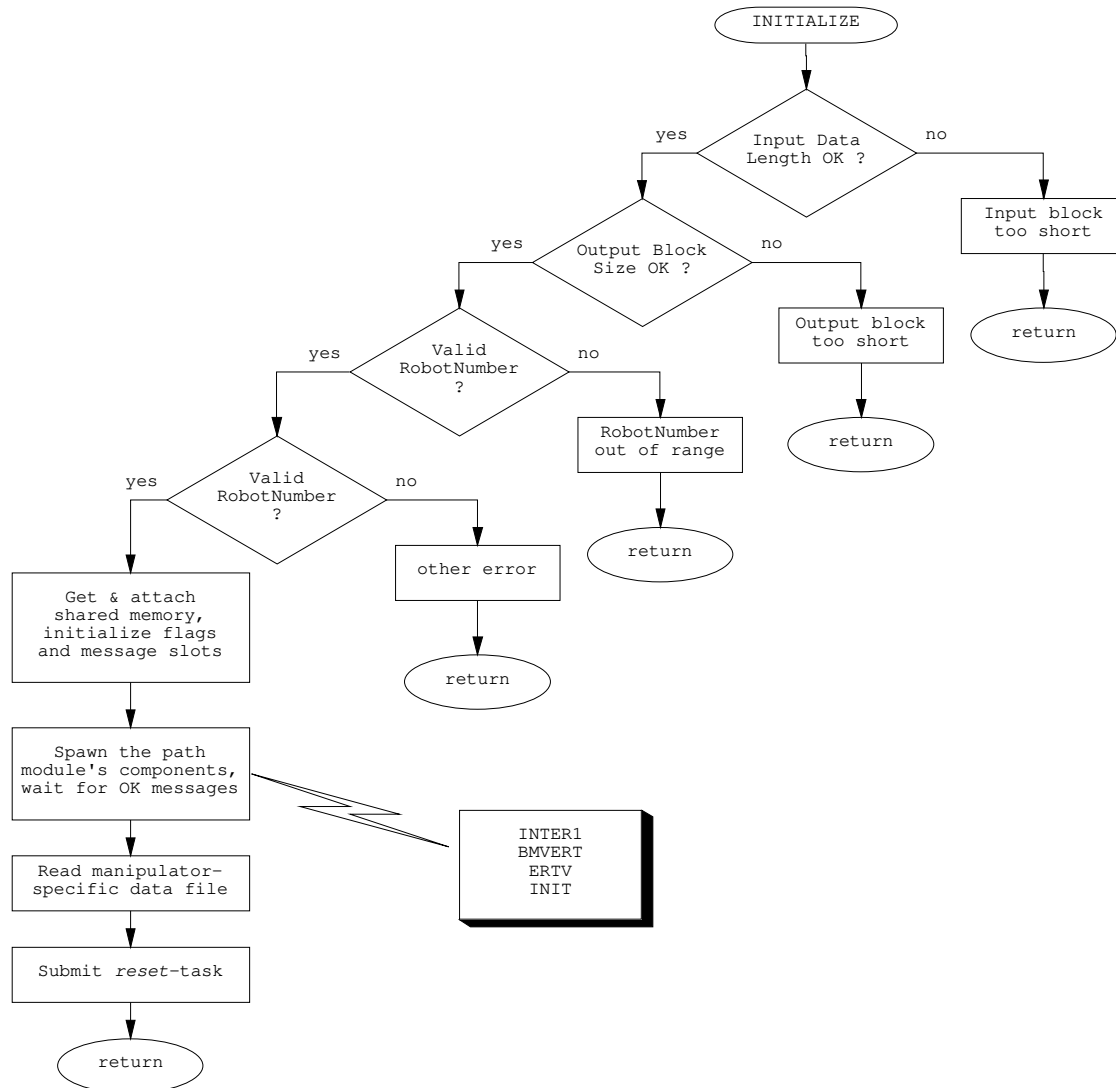 INITIALIZE
yes
Input Data
Length OK ?
no
Input block
too short
return
yes
Output Block
Size OK ?
no
Output block
too short
return
yes
Valid
RobotNumber
?
no
RobotNumber
out of range
return
yes
Valid
RobotNumber
?
no
other error
return
Get & attach
shared memory,
initialize flags
and message slots
Spawn the path
module's components,
wait for OK messages
INTER1
BMVERT
ERTV
INIT
Read manipulator-
specific data file
Submit reset-task
return